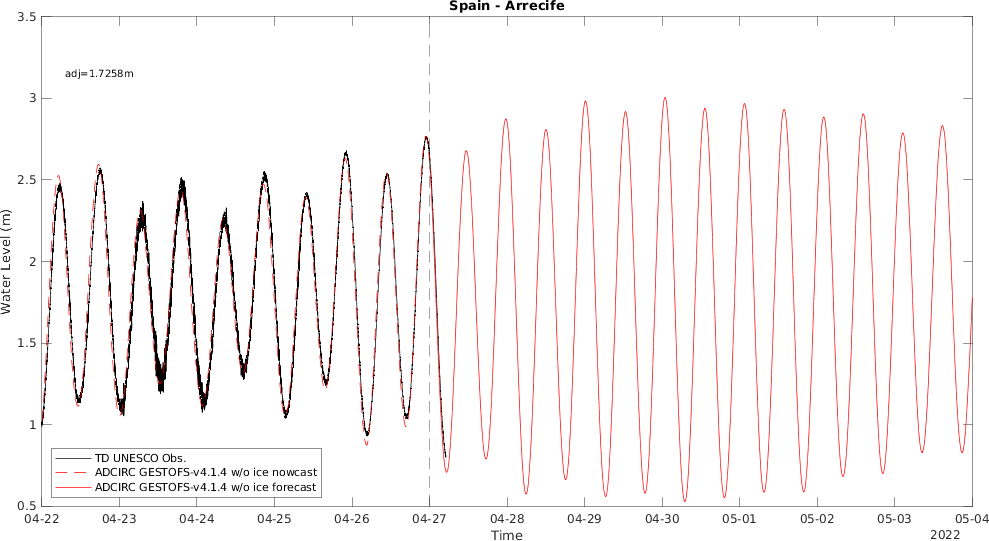 Spain - Arrecife
3.5
adj=1.7258m
3
2.5
2
1.5
1
0.5
Water Level (m)
TD UNESCO Obs.
ADCIRC GESTOFS-v4.1.4 w/o ice nowcast
ADCIRC GESTOFS-v4.1.4 w/o ice forecast
04-22 04-23 04-24 04-25 04-26 04-27 04-28 04-29 04-30 05-01 05-02 05-03 05-04
Time
2022